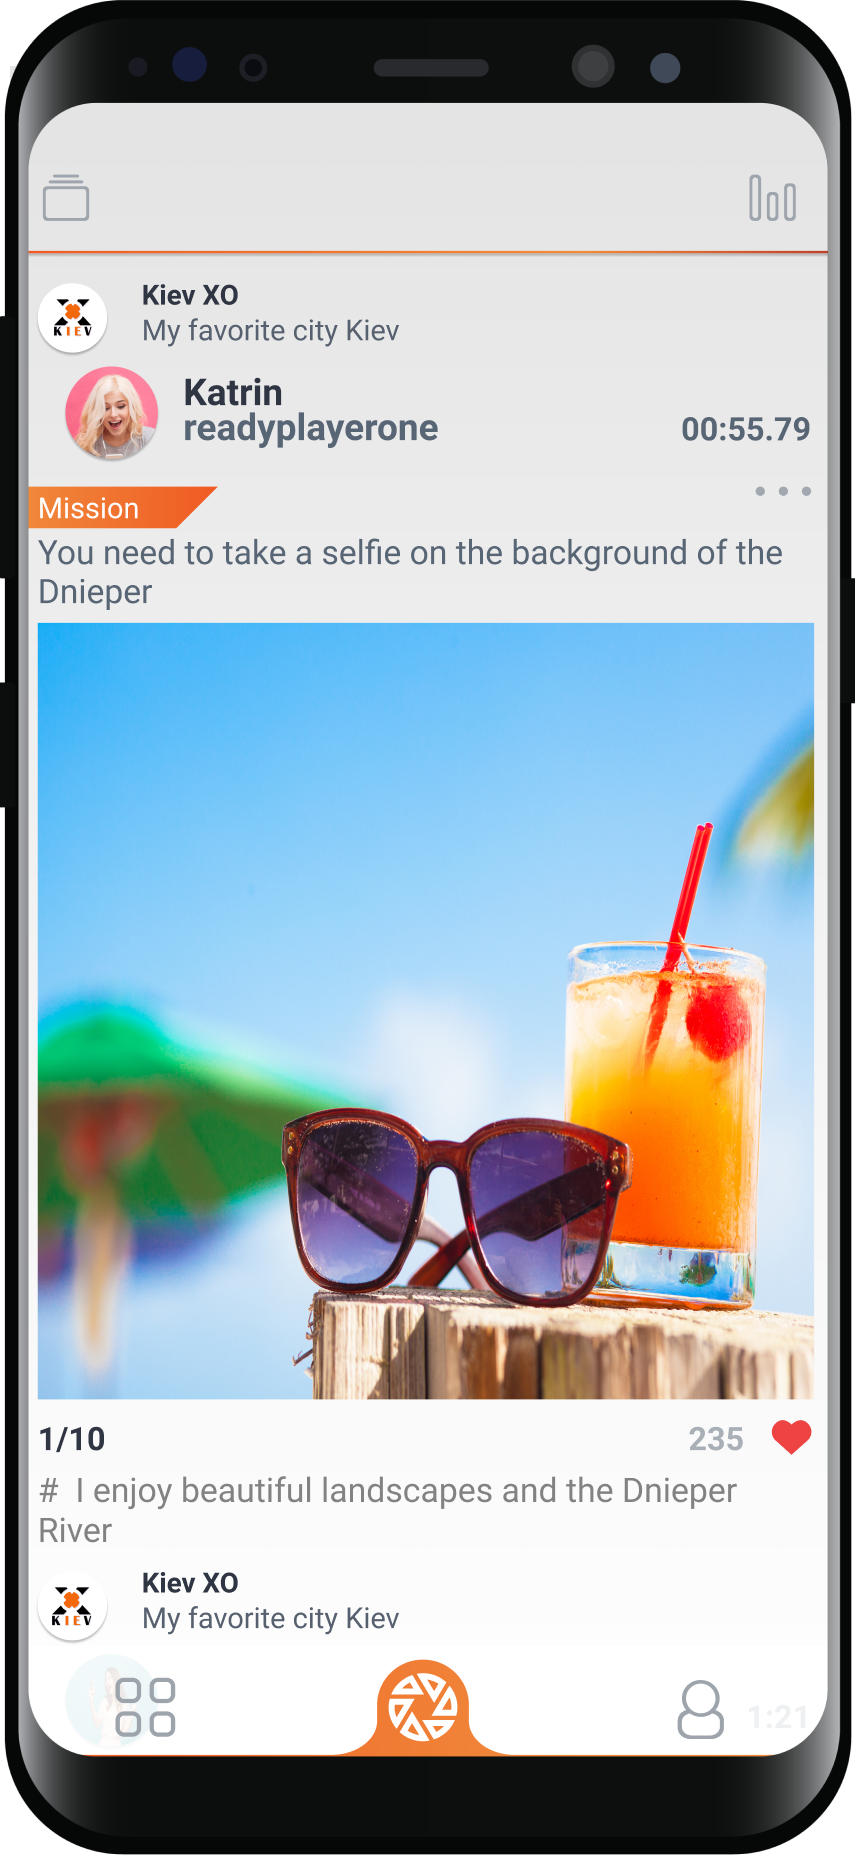 Kiev XO
KIEV
My favorite city Kiev
Katrin
readyplayerone
00:55.79
Mission
You need to take a selfie on the background of the
Dnieper
1/10
235
# I enjoy beautiful landscapes and the Dnieper
River
Kiev XO
KIEV
My favorite city Kiev
1:21